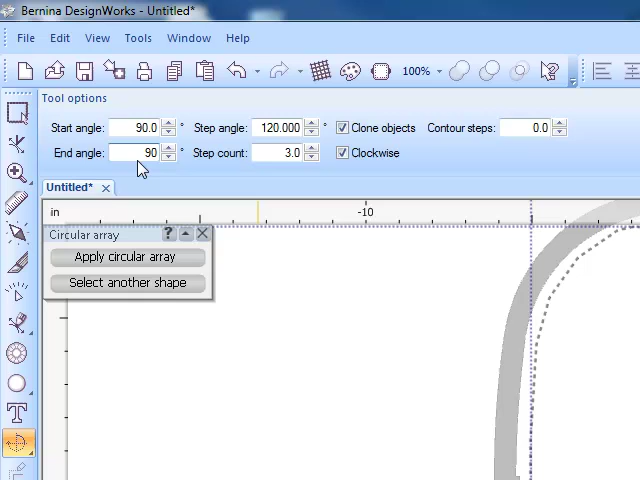 Bernina DesignWorks - Untitled*
File Edit View Tools Window Help
100%
Tool options
Start angle: 90.0 ° Step angle: 120.000 ° Clone objects Contour steps: 0.0
End angle: 90 ° Step count: 3.0 Clockwise
Untitled*
in -10
Circular array ?
Apply circular array
Select another shape
T